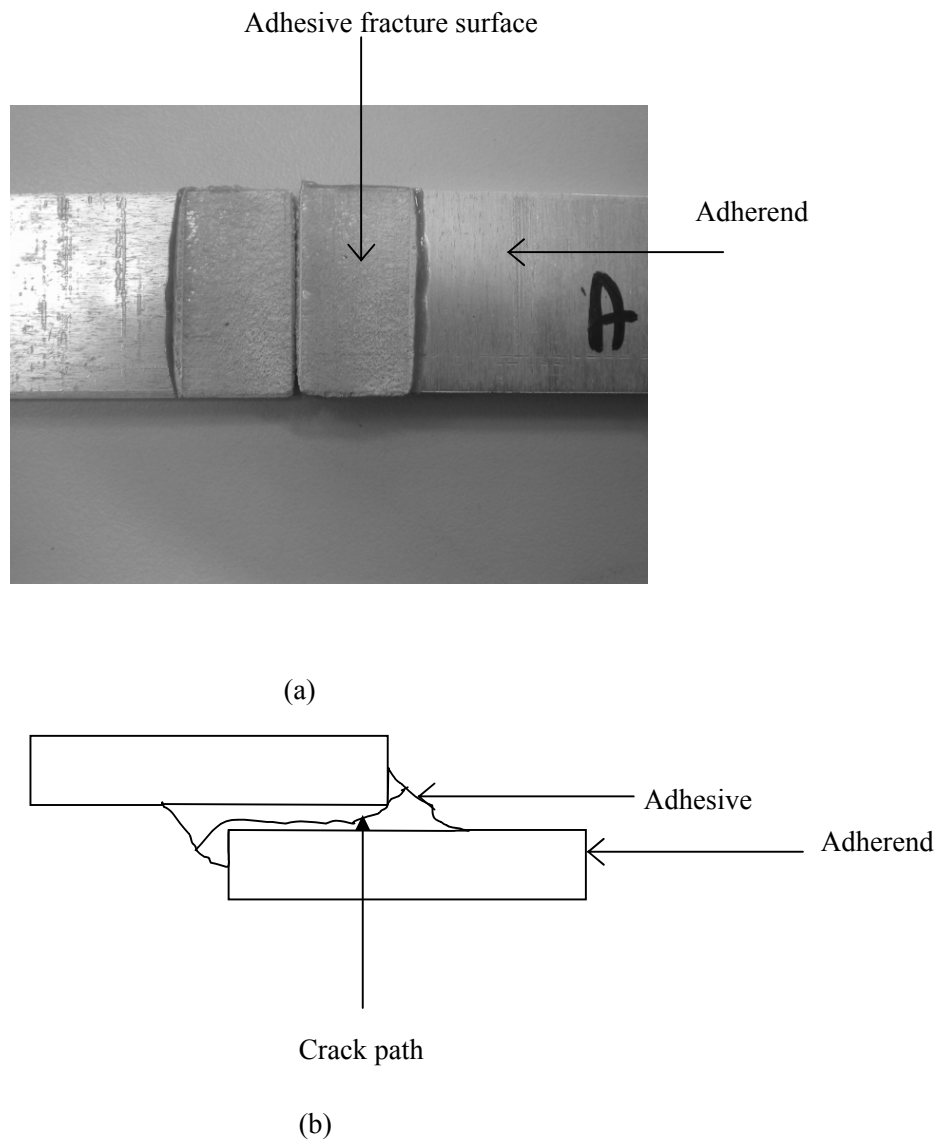 Adhesive fracture surface
Adherend
A
(a)
Adhesive
Adherend
Crack path
(b)